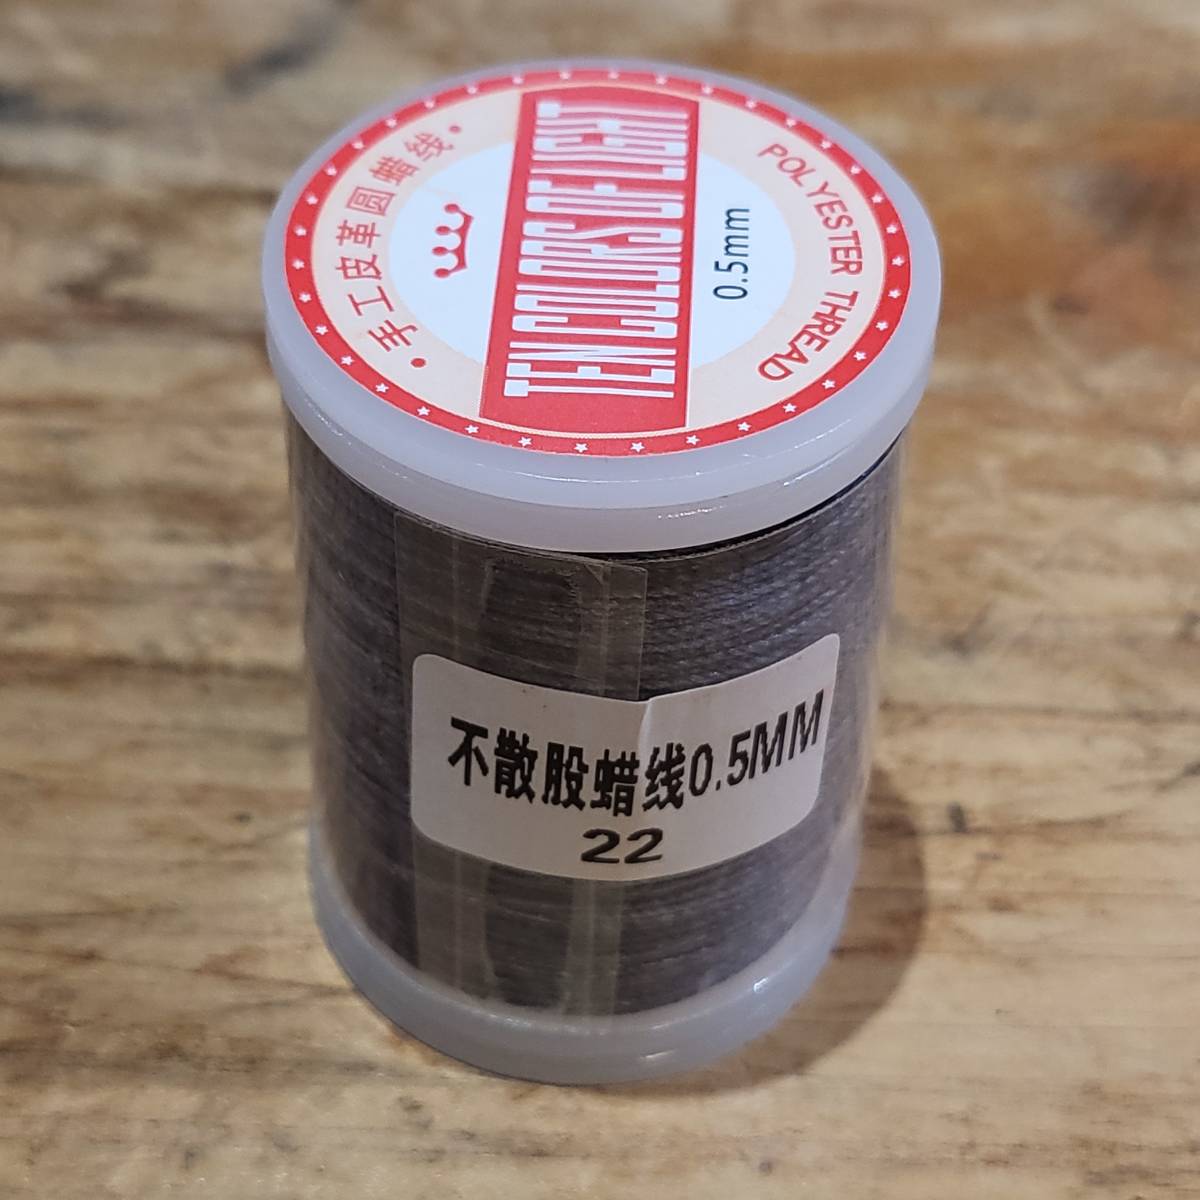 手工皮革圆蜡线
TEN COLORS OF LIGHT
0.5mm
POLYESTER THREAD
不散股蜡线0.5MM
22